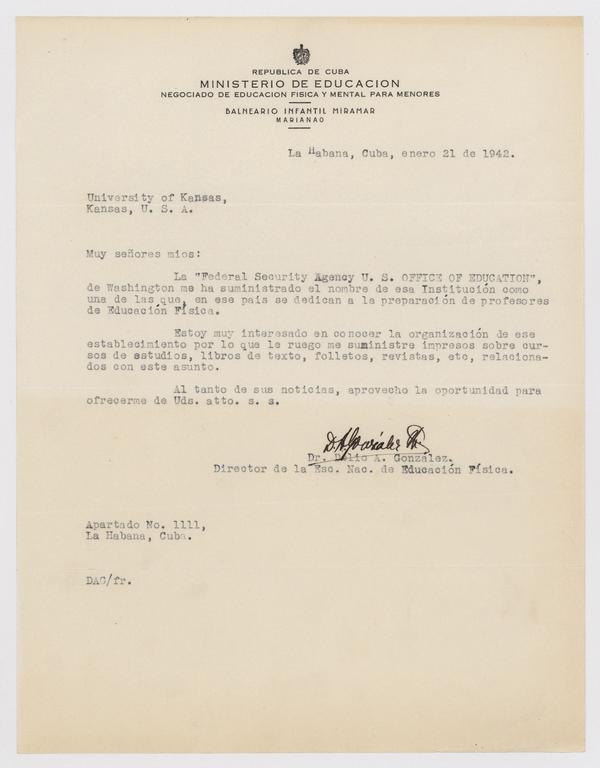 REPUBLICA DE CUBA
MINISTERIO DE EDUCACION
NEGOCIADO DE EDUCACION FISICA Y MENTAL PARA MENORES
BALNEARIO INFANTIL MIRAMAR
MARIANAO
La Habana, Cuba, enero 21 de 1942.
University of Kansas,
Kansas, U. S. A.
Muy señores mios:
La "Federal Security Agency U. S. OFFICE OF EDUCATION",
de Washington me ha suministrado el nombre de esa Institución como
una de las que, en ese pais se dedican a la preparación de profesores
de Educación Física.
Estoy muy interesado en conocer la organización de ese
establecimiento por lo que le ruego me suministre impresos sobre cur-
sos de estudios, libros de texto, folletos, revistas, etc, relaciona-
dos con este asunto.
Al tanto de sus noticias, aprovecho la oportunidad para
ofrecerme de Uds. atto. s. s.
Dr. Delio A. González.
Director de la Esc. Nac. de Educación Física.
Apartado No. 1111,
La Habana, Cuba.
DAG/fr.